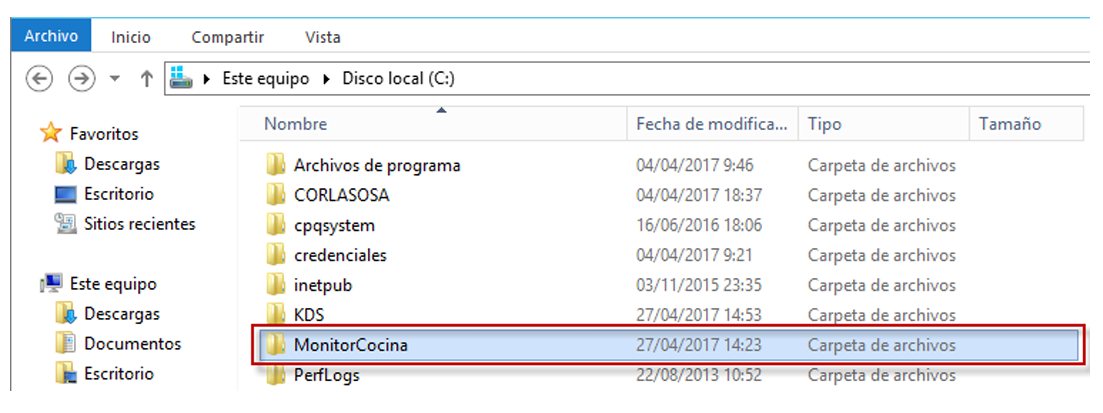 Archivo Inicio Compartir Vista
Este equipo Disco local (C:)
Favoritos
Descargas
Escritorio
Sitios recientes
Este equipo
Descargas
Documentos
Escritorio
Nombre Fecha de modifica... Tipo Tamaño
Archivos de programa 04/04/2017 9:46 Carpeta de archivos
CORLASOSA 04/04/2017 18:37 Carpeta de archivos
cpqsystem 16/06/2016 18:06 Carpeta de archivos
credenciales 04/04/2017 9:21 Carpeta de archivos
inetpub 03/11/2015 23:35 Carpeta de archivos
KDS 27/04/2017 14:53 Carpeta de archivos
MonitorCocina 27/04/2017 14:23 Carpeta de archivos
PerfLogs 22/08/2013 10:52 Carpeta de archivos